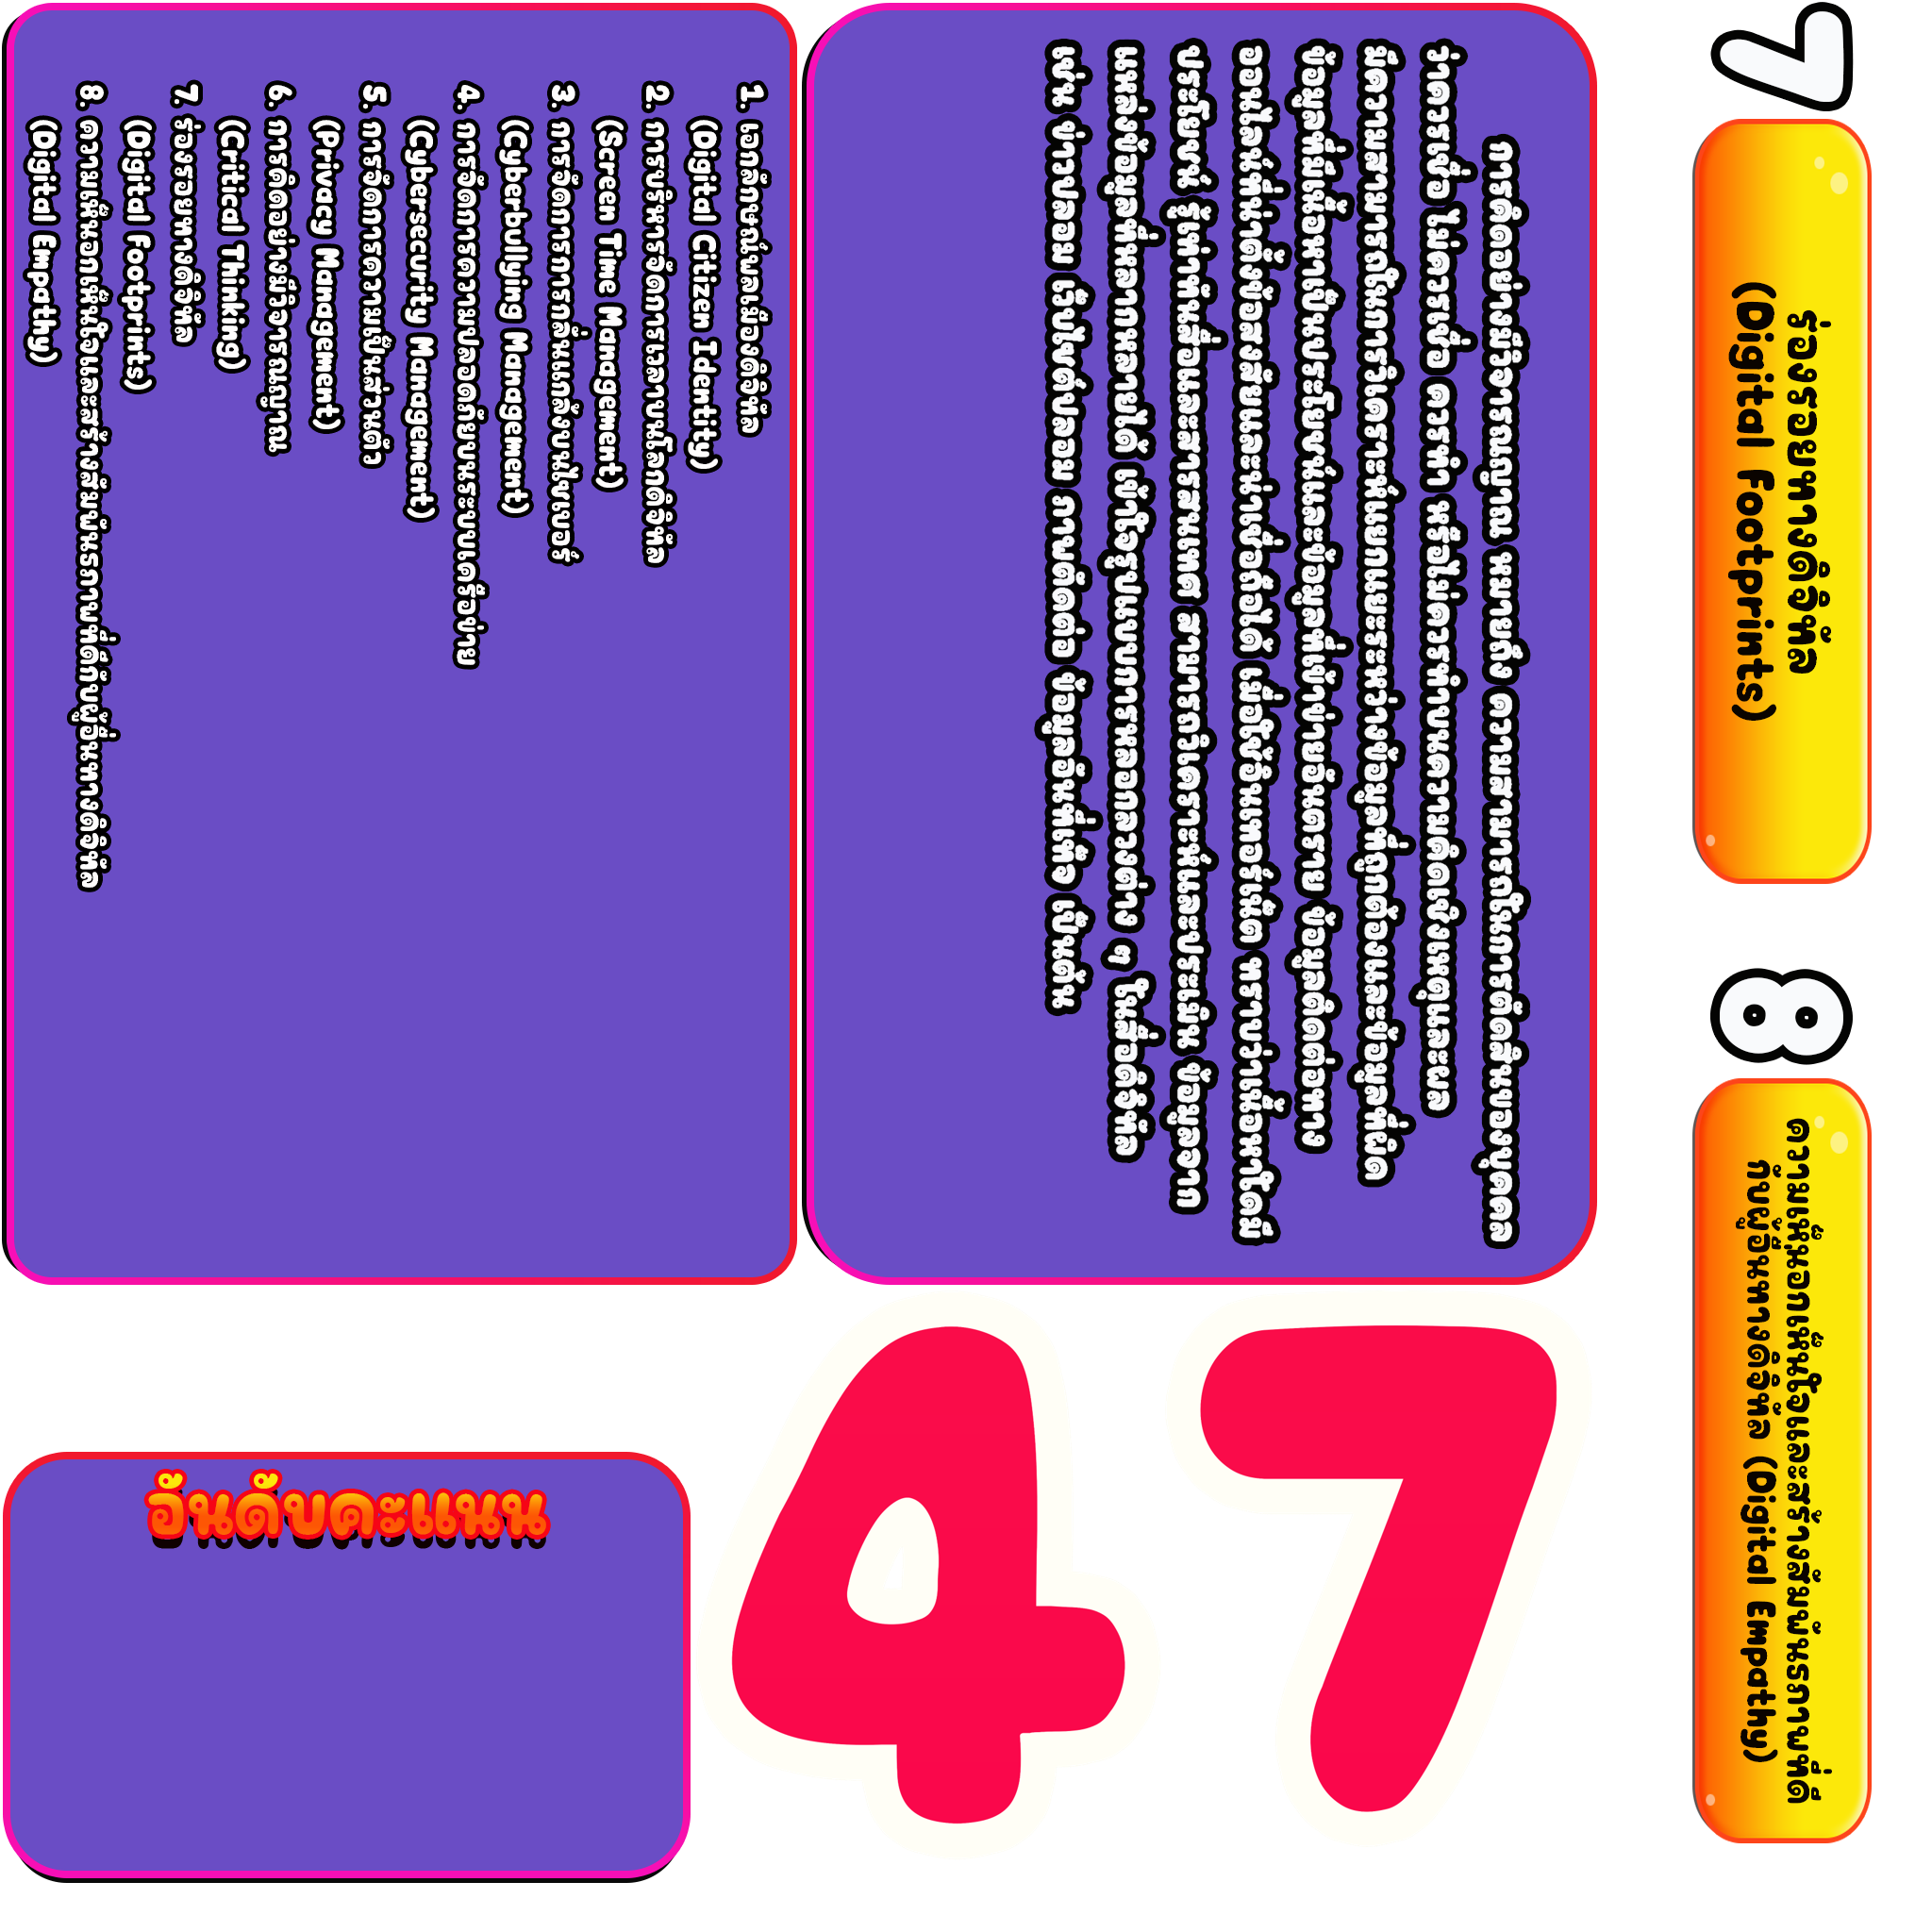 1. เอกลักษณ์พลเมืองดิจิทัล
(Digital Citizen Identity)
2. การบริหารจัดการเวลาบนโลกดิจิทัล
(Screen Time Management)
3. การจัดการการกลั่นแกล้งบนไซเบอร์
(Cyberbullying Management)
4. การจัดการความปลอดภัยบนระบบเครือข่าย
(Cybersecurity Management)
5. การจัดการความเป็นส่วนตัว
(Privacy Management)
6. การคิดอย่างมีวิจารณญาณ
(Critical Thinking)
7. ร่องรอยทางดิจิทัล
(Digital Footprints)
8. ความเห็นอกเห็นใจและสร้างสัมพันธภาพที่ดีกับผู้อื่นทางดิจิทัล
(Digital Empathy)
การคิดอย่างมีวิจารณญาณ หมายถึง ความสามารถในการตัดสินของบุคคล
ว่าควรเชื่อ ไม่ควรเชื่อ ควรทำ หรือไม่ควรทำบนความคิดเชิงเหตุและผล
มีความสามารถในการวิเคราะห์แยกแยะระหว่างข้อมูลที่ถูกต้องและข้อมูลที่ผิด
ข้อมูลที่มีเนื้อหาเป็นประโยชน์และข้อมูลที่เข้าข่ายอันตราย ข้อมูลติดต่อทาง
ออนไลน์ที่น่าตั้งข้อสงสัยและน่าเชื่อถือได้ เมื่อใช้อินเทอร์เน็ต ทราบว่าเนื้อหาใดมี
ประโยชน์ รู้เท่าทันสื่อและสารสนเทศ สามารถวิเคราะห์และประเมิน ข้อมูลจาก
แหล่งข้อมูลที่หลากหลายได้ เข้าใจรูปแบบการหลอกลวงต่าง ๆ ในสื่อดิจิทัล
เช่น ข่าวปลอม เว็บไซต์ปลอม ภาพตัดต่อ ข้อมูลอันที่เท็จ เป็นต้น
7
ร่องรอยทางดิจิทัล
(Digital Footprints)
8
ความเห็นอกเห็นใจและสร้างสัมพันธภาพที่ดี
กับผู้อื่นทางดิจิทัล (Digital Empathy)
4 7
อันดับคะแนน